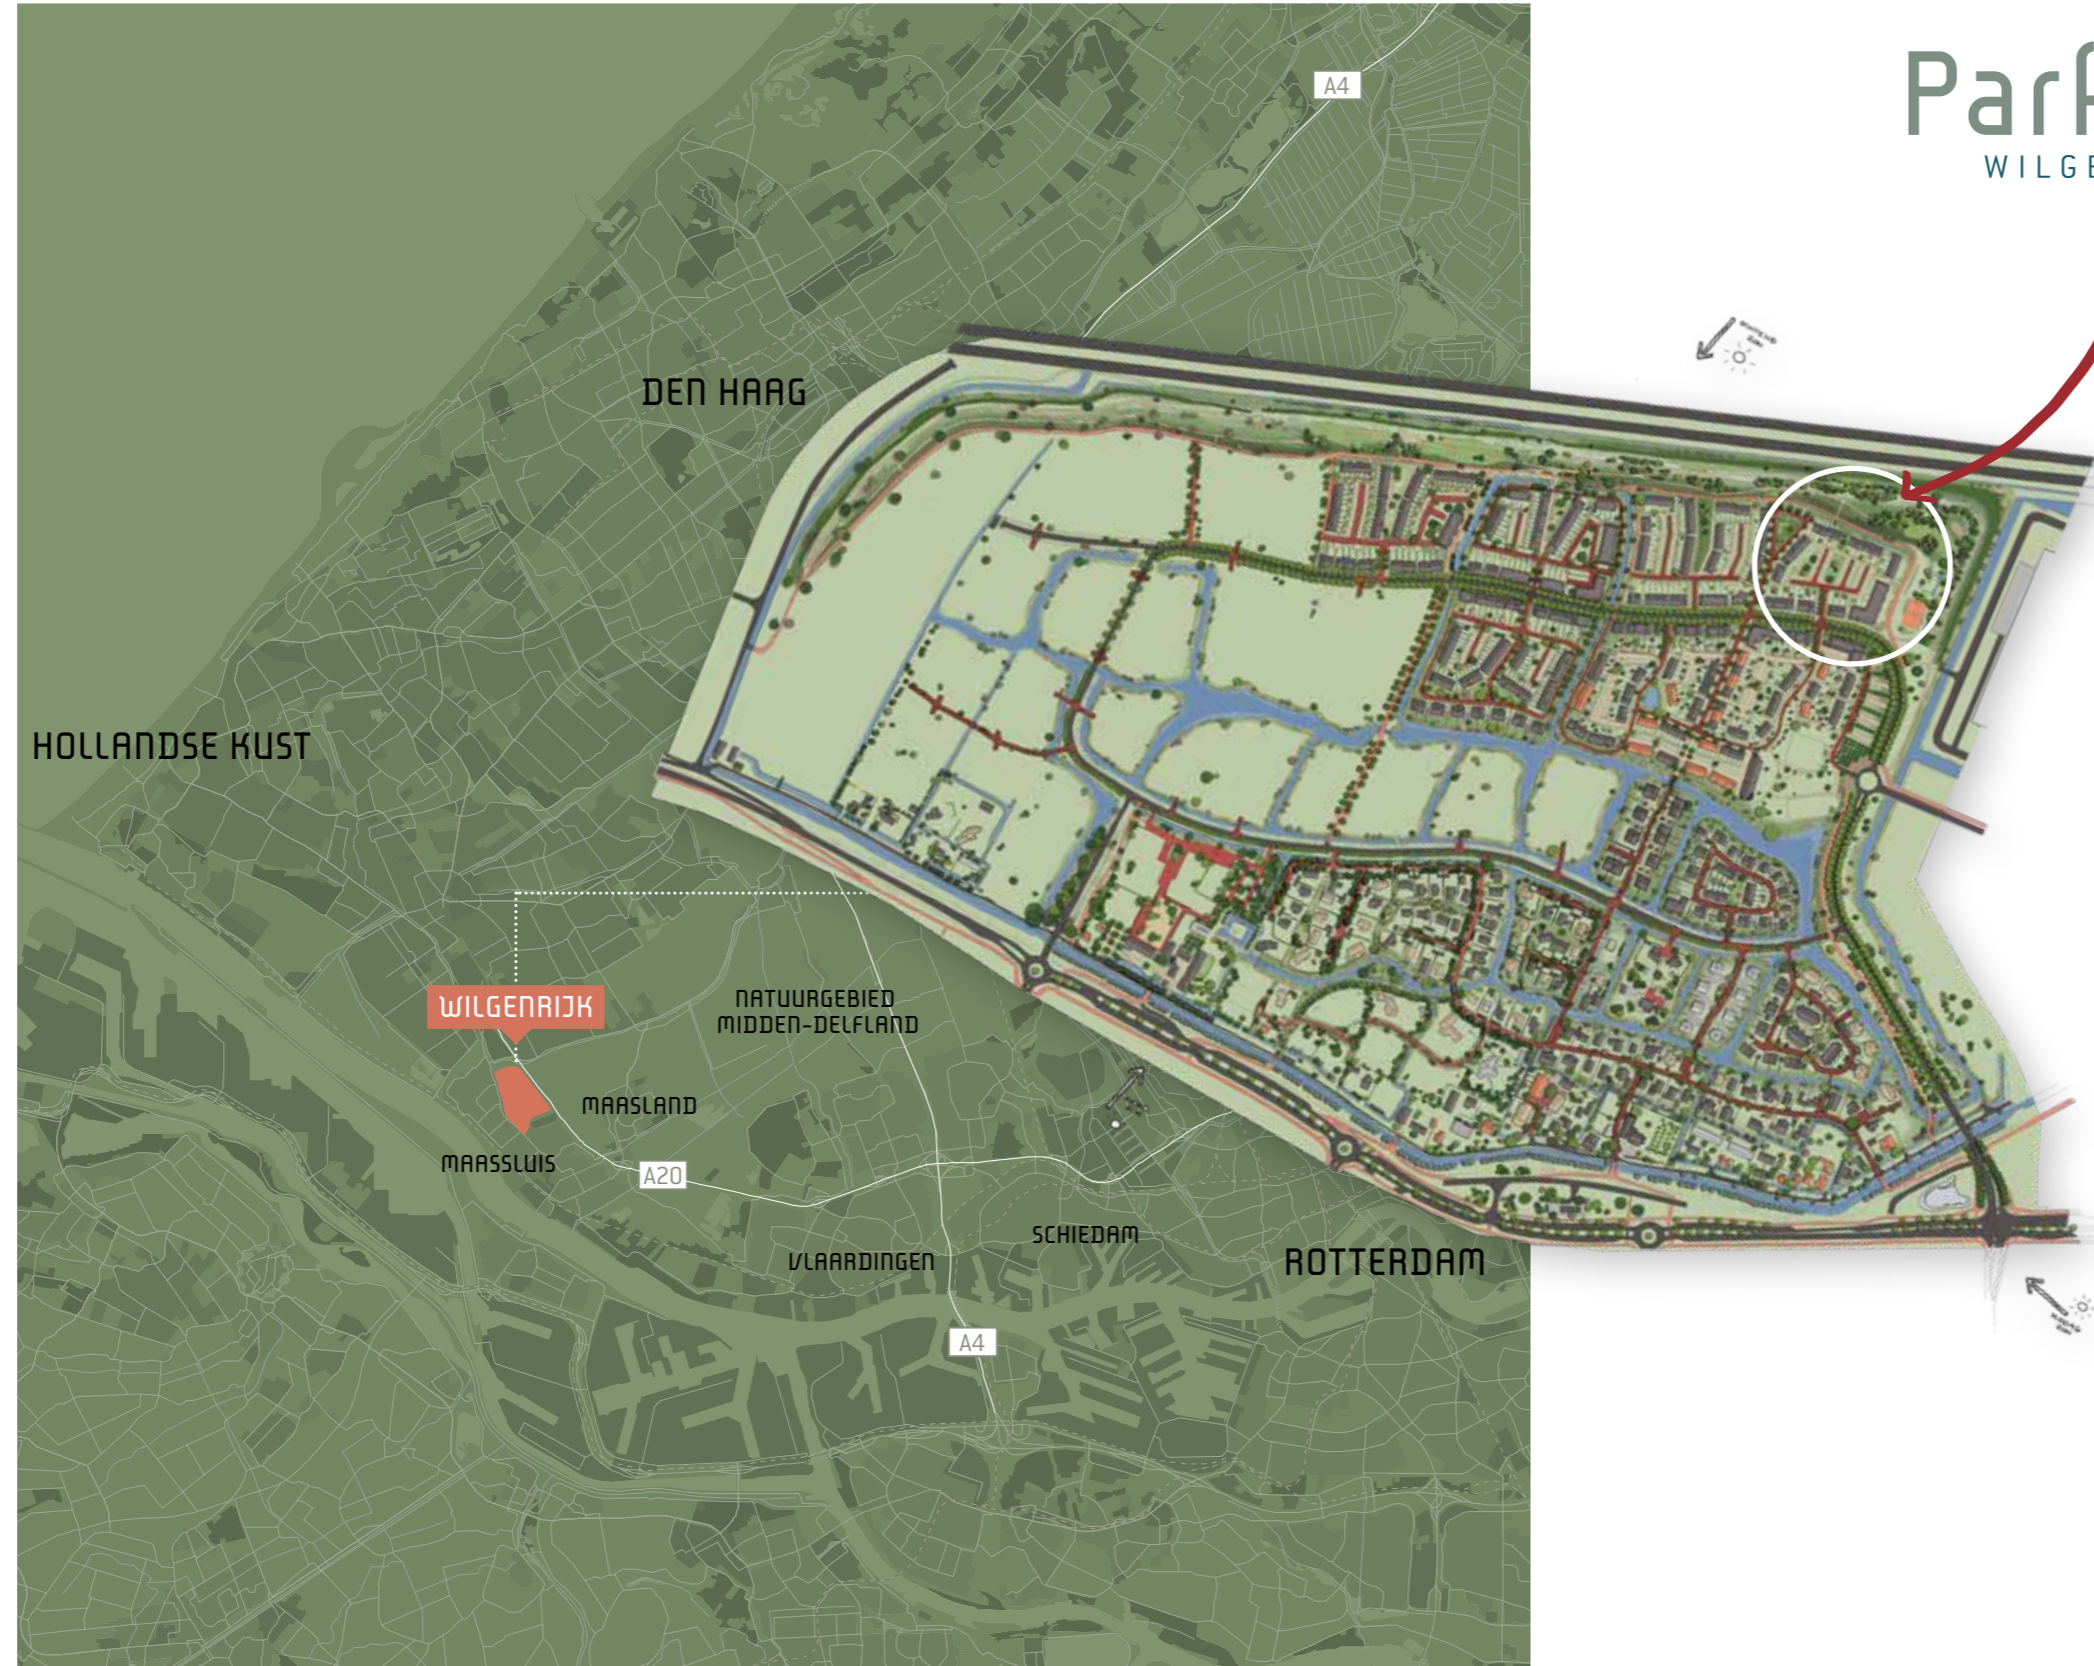 A4
Par
WILGE
DEN HAAG
HOLLANDSE KUST
WILGENRIJK
NATUURGEBIED
MIDDEN-DELFLAND
MAASLAND
MAASSLUIS
A20
SCHIEDAM
VLAARDINGEN
ROTTERDAM
A4